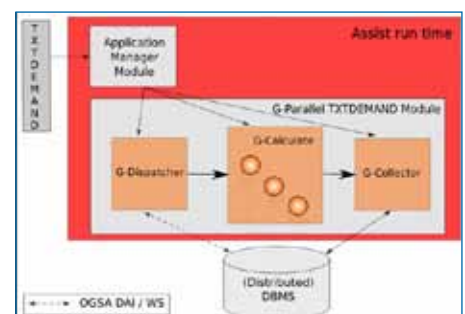 TXTDEMAND
Assist run time
Application
Manager
Module
G-Parallel TXTDEMAND Module
G-Dispatcher
G-Calculate
G-Collector
(Distributed)
DBMS
OGSA DAI / WS